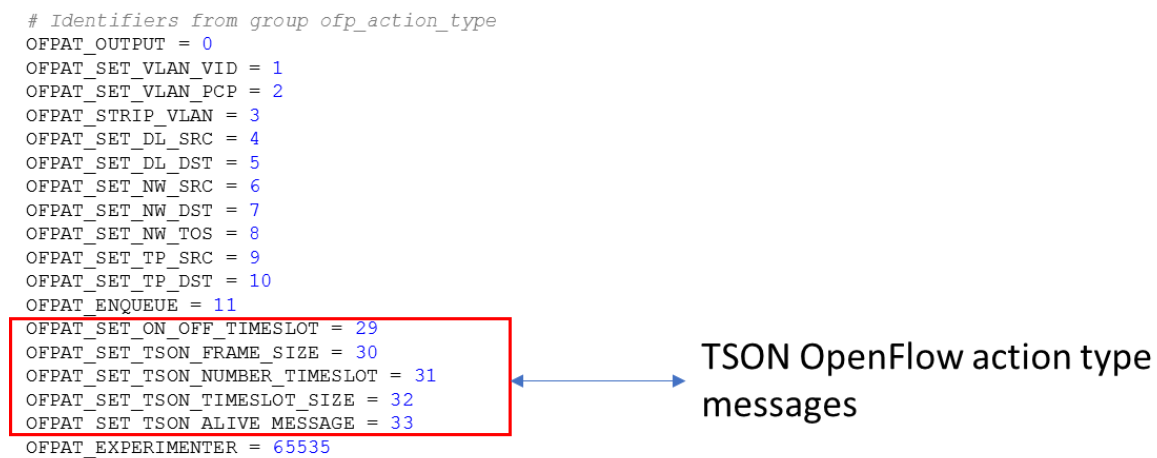 # Identifiers from group ofp_action_type
OFPAT_OUTPUT = 0
OFPAT_SET_VLAN_VID = 1
OFPAT_SET_VLAN_PCP = 2
OFPAT_STRIP_VLAN = 3
OFPAT_SET_DL_SRC = 4
OFPAT_SET_DL_DST = 5
OFPAT_SET_NW_SRC = 6
OFPAT_SET_NW_DST = 7
OFPAT_SET_NW_TOS = 8
OFPAT_SET_TP_SRC = 9
OFPAT_SET_TP_DST = 10
OFPAT_ENQUEUE = 11
OFPAT_SET_ON_OFF_TIMESLOT = 29
OFPAT_SET_TSON_FRAME_SIZE = 30
OFPAT_SET_TSON_NUMBER_TIMESLOT = 31
OFPAT_SET_TSON_TIMESLOT_SIZE = 32
OFPAT_SET_TSON_ALIVE_MESSAGE = 33
OFPAT_EXPERIMENTER = 65535
TSON OpenFlow action type
messages